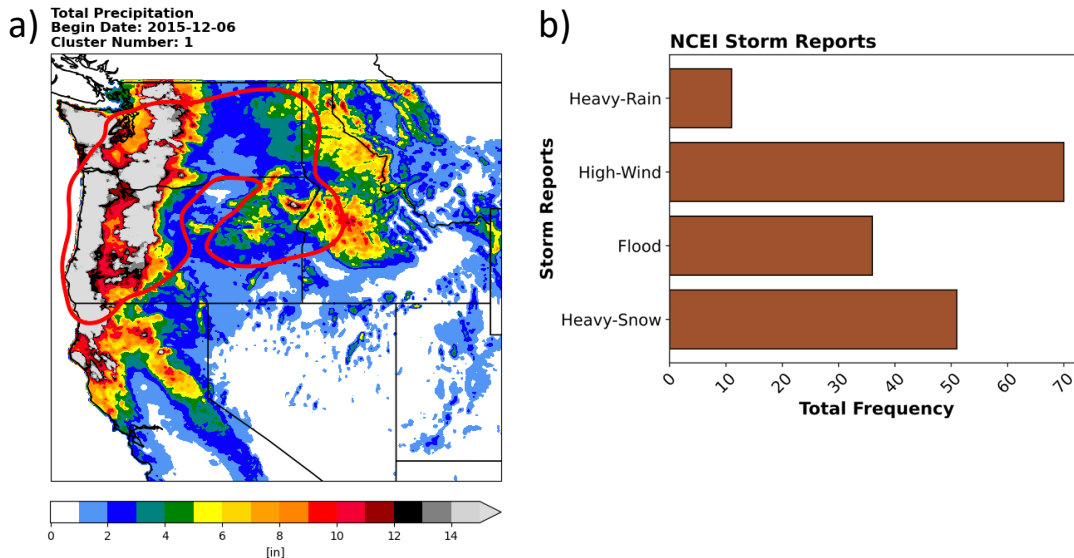 a)
Total Precipitation
Begin Date: 2015-12-06
Cluster Number: 1
0 2 4 6 8 10 12 14
[in]
b)
NCEI Storm Reports
Storm Reports
Heavy-Rain
High-Wind
Flood
Heavy-Snow
0 10 20 30 40 50 60 70
Total Frequency